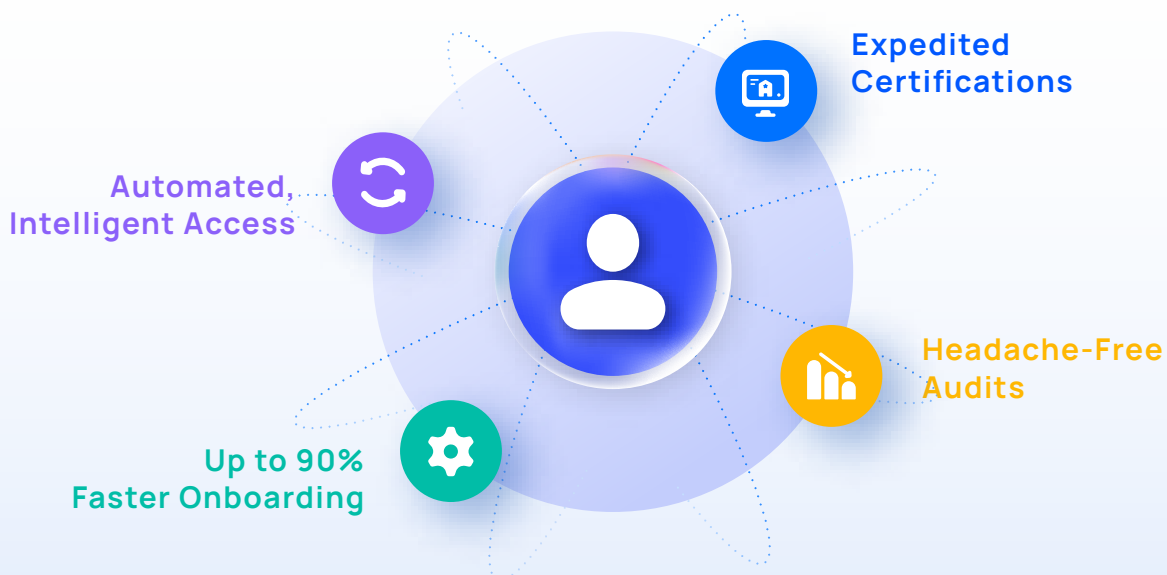 Expedited
Certifications
Automated,
Intelligent Access
Headache-Free
Audits
Up to 90%
Faster Onboarding